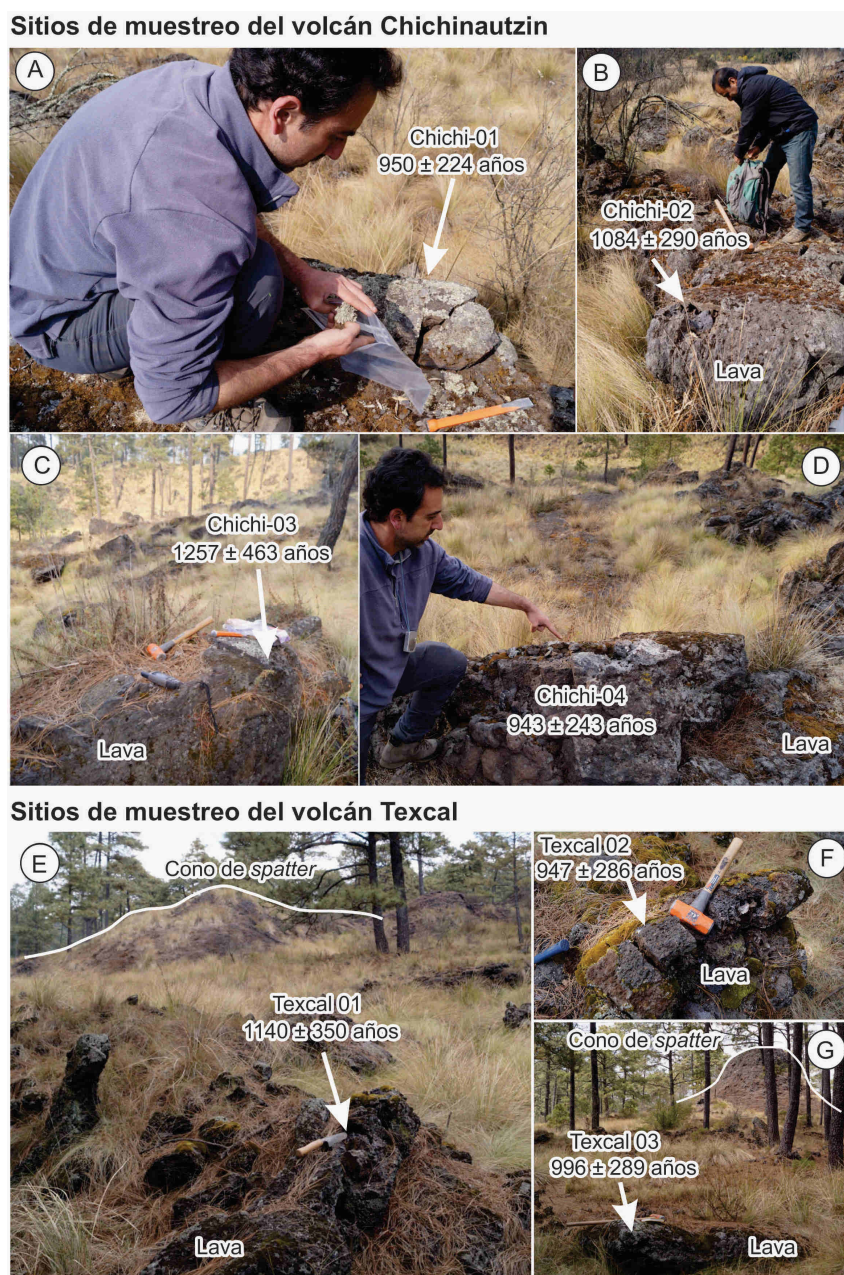 Sitios de muestreo del volcán Chichinautzin
A
Chichi-01
950 ± 224 años
B
Chichi-02
1084 ± 290 años
Lava
C
Chichi-03
1257 ± 463 años
Lava
D
Chichi-04
943 ± 243 años
Lava
Sitios de muestreo del volcán Texcal
E
Cono de spatter
Texcal 01
1140 ± 350 años
Lava
Texcal 02
947 ± 286 años
F
Lava
Cono de spatter
G
Texcal 03
996 ± 289 años
Lava